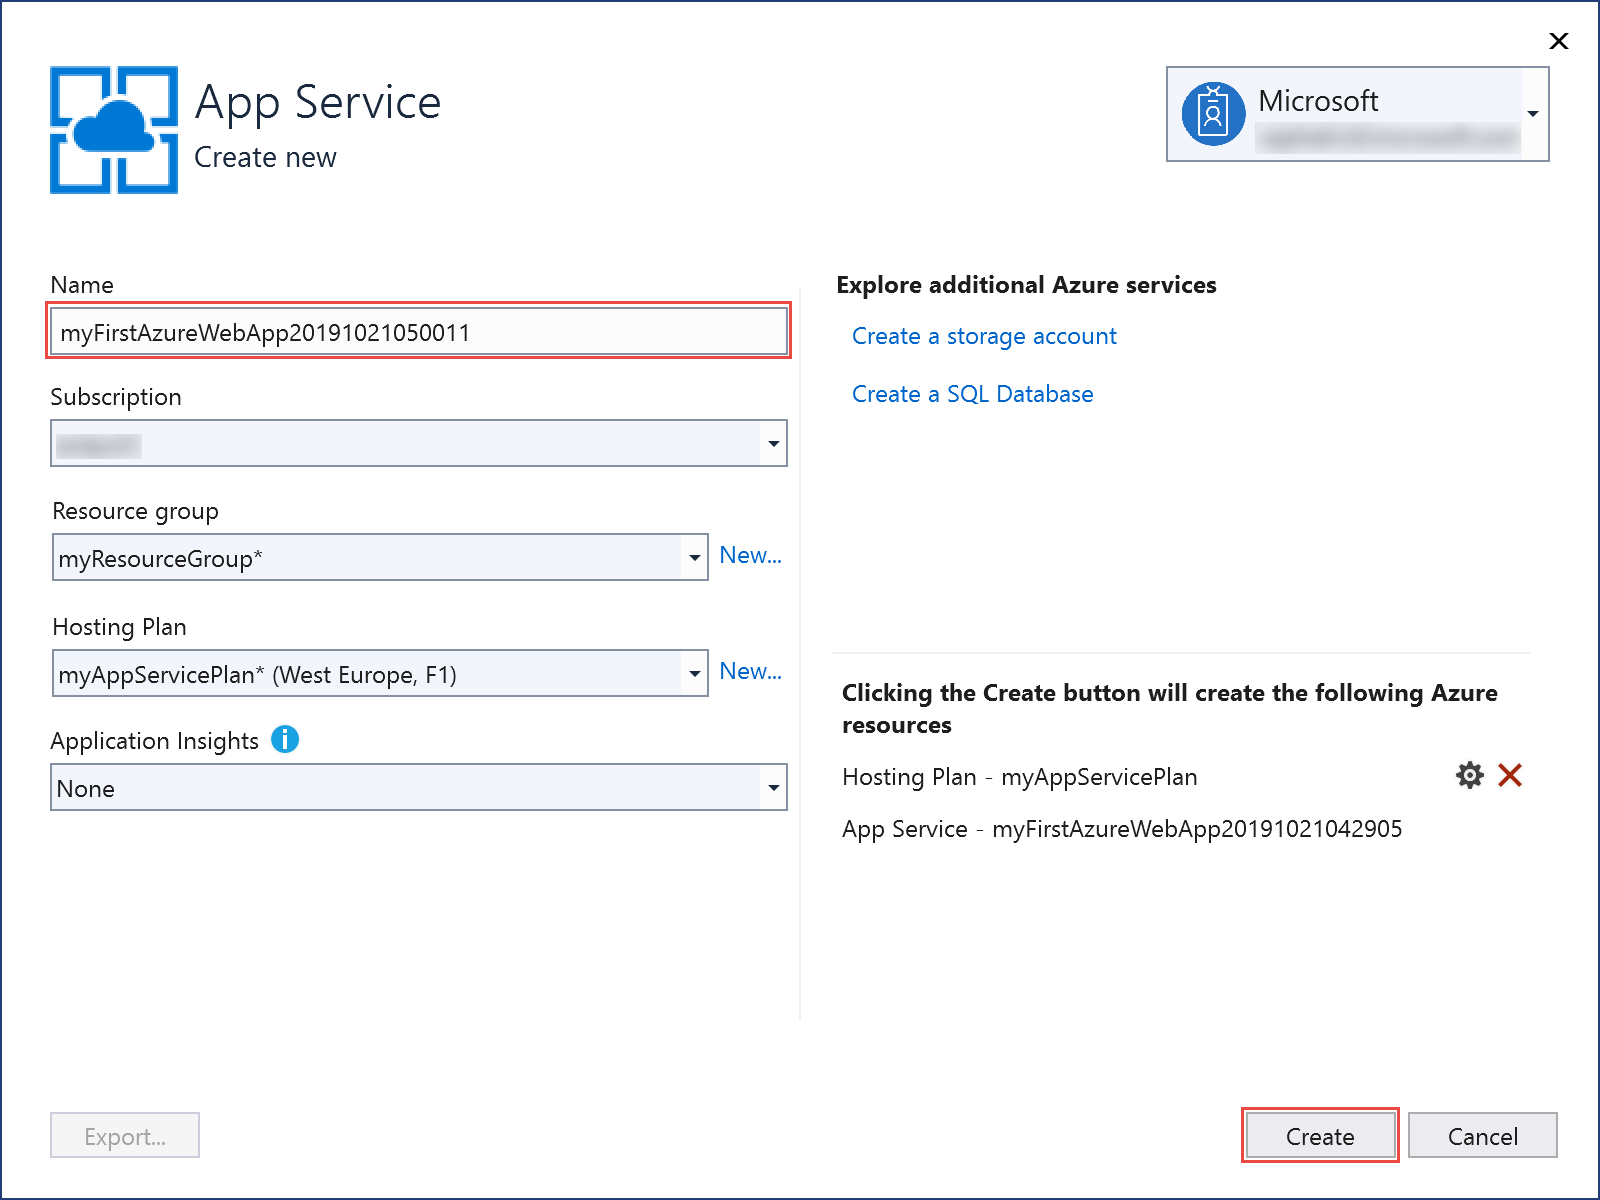 App Service
Create new
Microsoft
Name
myFirstAzureWebApp20191021050011
Subscription
Resource group
myResourceGroup*
New...
Hosting Plan
myAppServicePlan* (West Europe, F1)
New...
Application Insights
None
Explore additional Azure services
Create a storage account
Create a SQL Database
Clicking the Create button will create the following Azure
resources
Hosting Plan - myAppServicePlan
App Service - myFirstAzureWebApp20191021042905
Export...
Create
Cancel